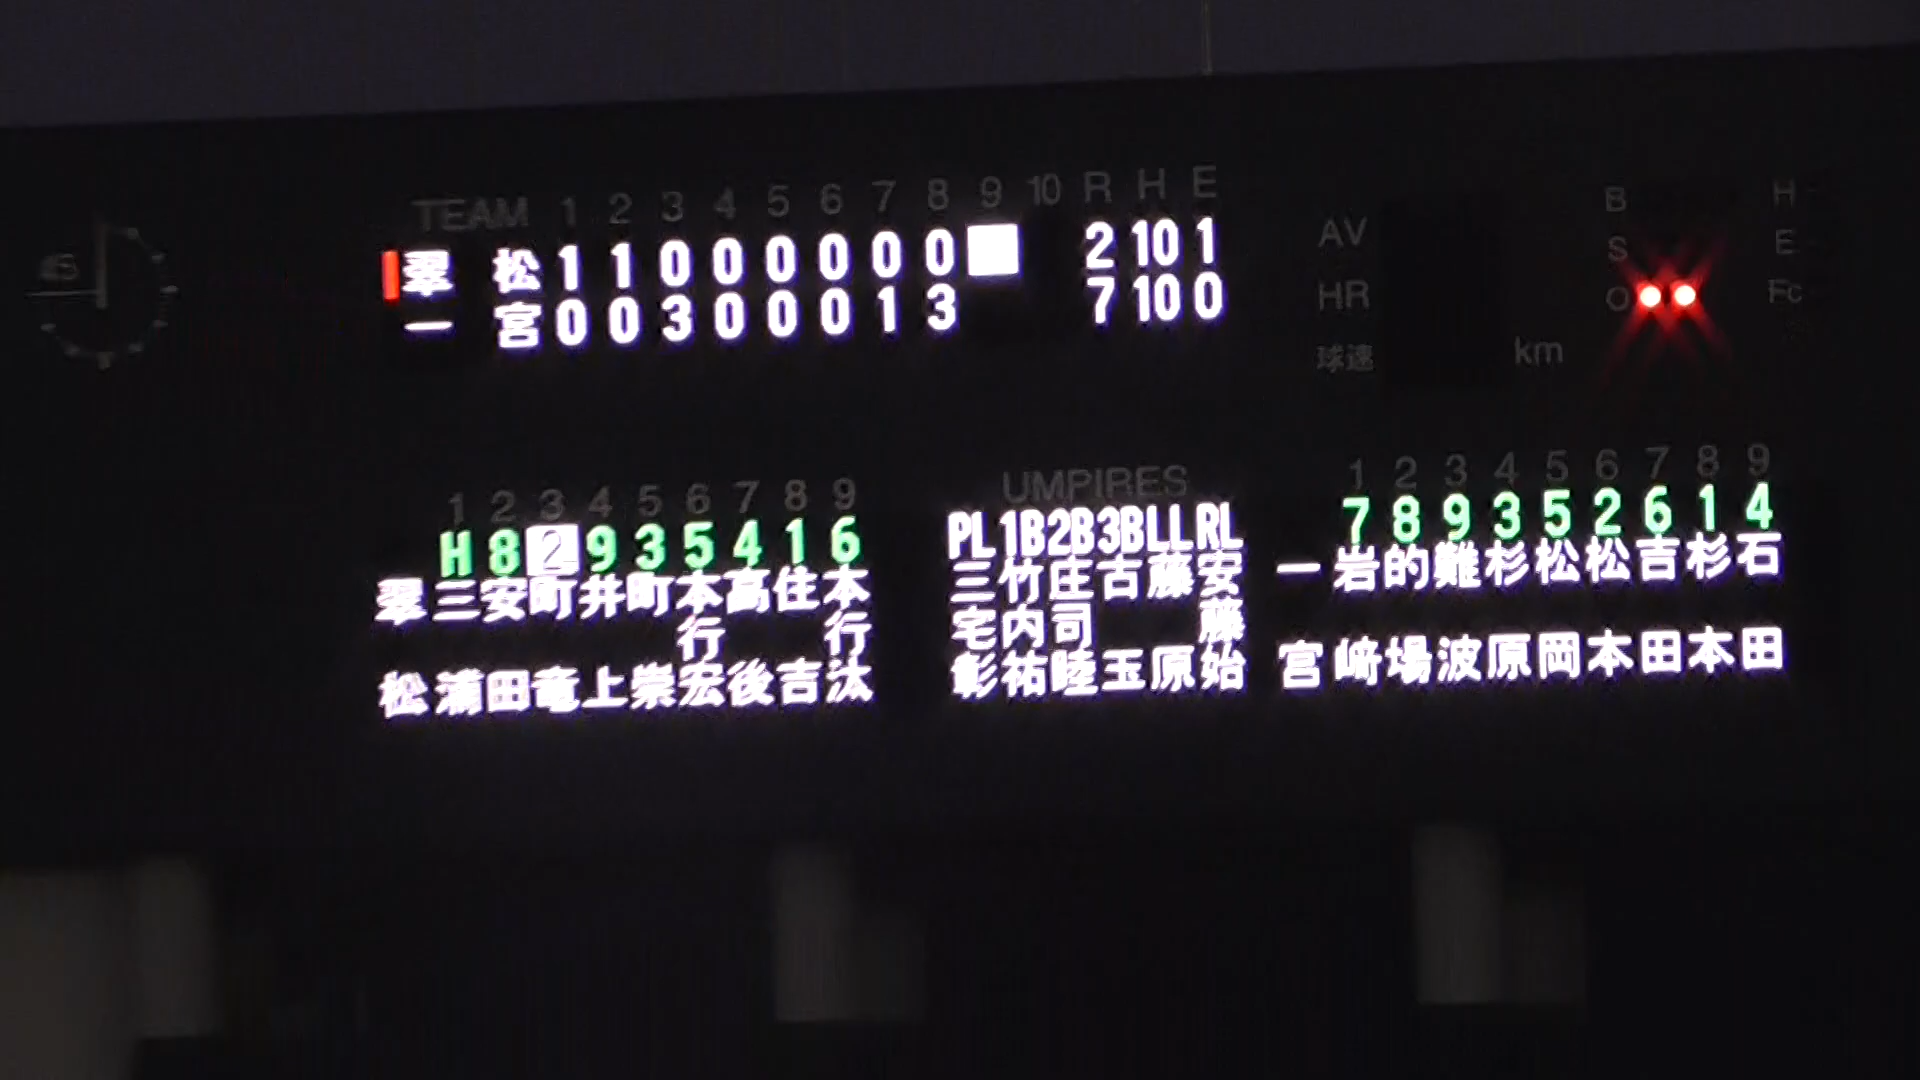 TEAM 1 2 3 4 5 6 7 8 9 10 R H E
翠 松 1 1 0 0 0 0 0 0 2 10 1
一 宮 0 0 3 0 0 0 1 3 7 10 0
45
AV
HR
球速 km
B
S
O
H
E
Fc
1 2 3 4 5 6 7 8 9
H 8 2 9 3 5 4 1 6
翠 三 安 町 井 町 本 高 住 本
行 行
松 浦 田 竜 上 崇 宏 後 吉 汰
UMPIRES
PL 1B 2B 3B LL RL
三 竹 庄 古 藤 安
宅 内 司 藤
彰 祐 睦 玉 原 始
1 2 3 4 5 6 7 8 9
7 8 9 3 5 2 6 1 4
一 岩 的 難 杉 松 松 吉 杉 石
宮 﨑 場 波 原 岡 本 田 本 田